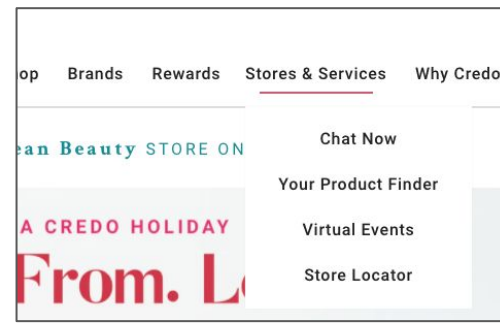 op Brands Rewards Stores & Services Why Credo
Chat Now
ean Beauty STORE ON
Your Product Finder
A CREDO HOLIDAY
Virtual Events
From. L
Store Locator